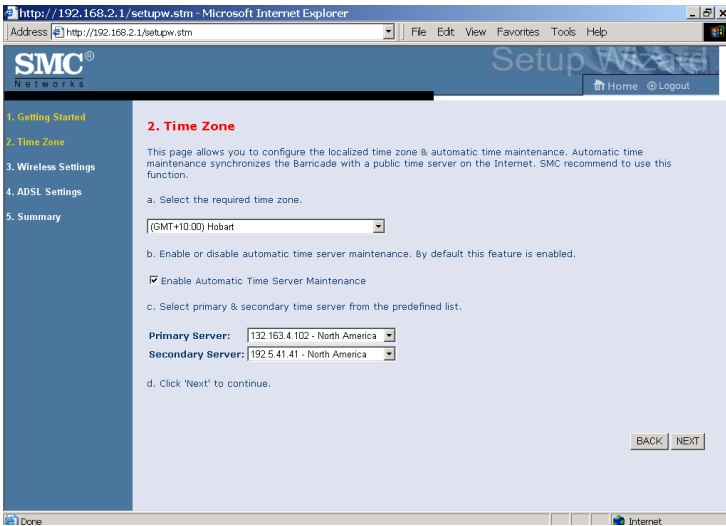 http://192.168.2.1/setupw.stm - Microsoft Internet Explorer
Address http://192.168.2.1/setupw.stm File Edit View Favorites Tools Help
SMC®
Networks
Setup Wizard
Home Logout
1. Getting Started
2. Time Zone
3. Wireless Settings
4. ADSL Settings
5. Summary
2. Time Zone
This page allows you to configure the localized time zone & automatic time maintenance. Automatic time
maintenance synchronizes the Barricade with a public time server on the Internet. SMC recommend to use this
function.
a. Select the required time zone.
(GMT+10:00) Hobart
b. Enable or disable automatic time server maintenance. By default this feature is enabled.
Enable Automatic Time Server Maintenance
c. Select primary & secondary time server from the predefined list.
Primary Server: 132.163.4.102 - North America
Secondary Server: 192.5.41.41 - North America
d. Click 'Next' to continue.
BACK NEXT
Done Internet